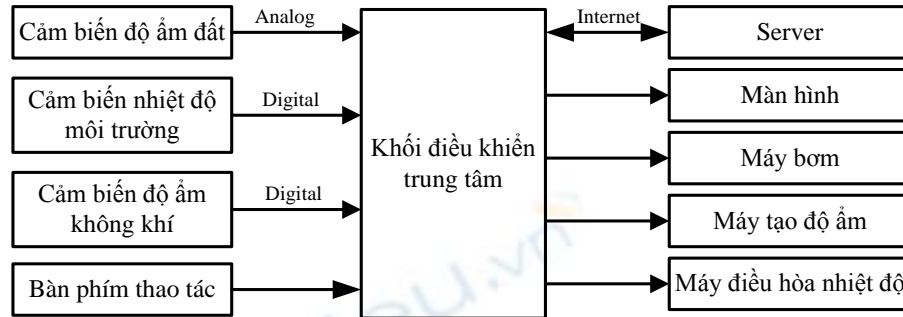 Cảm biến độ ẩm đất
Analog
Cảm biến nhiệt độ
môi trường
Digital
Cảm biến độ ẩm
không khí
Digital
Bàn phím thao tác
Khối điều khiển
trung tâm
Internet
Server
Màn hình
Máy bơm
Máy tạo độ ẩm
Máy điều hòa nhiệt độ